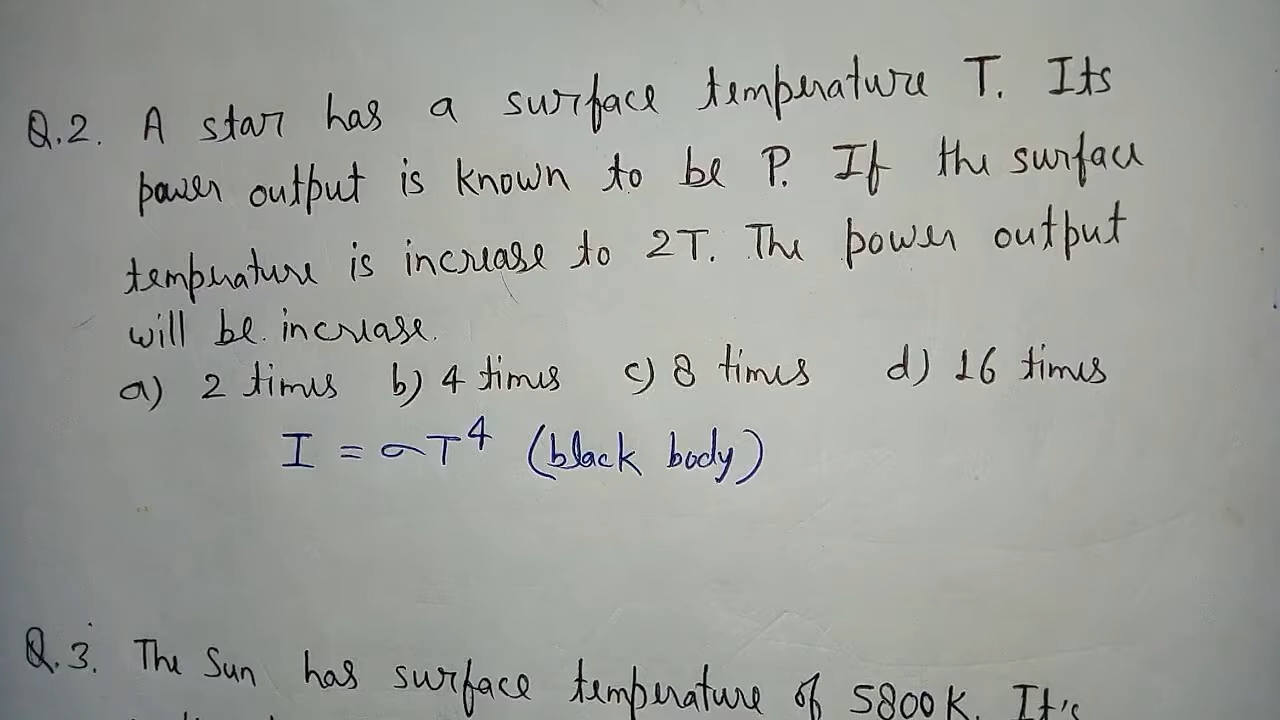 Q.2. A star has a surface temperature T. Its
power output is known to be P. If the surface
temperature is increase to 2T. The power output
will be increase.
a) 2 times b) 4 times c) 8 times d) 16 times
I = σT⁴ (black body)
Q.3. The Sun has surface temperature of 5800K. It's